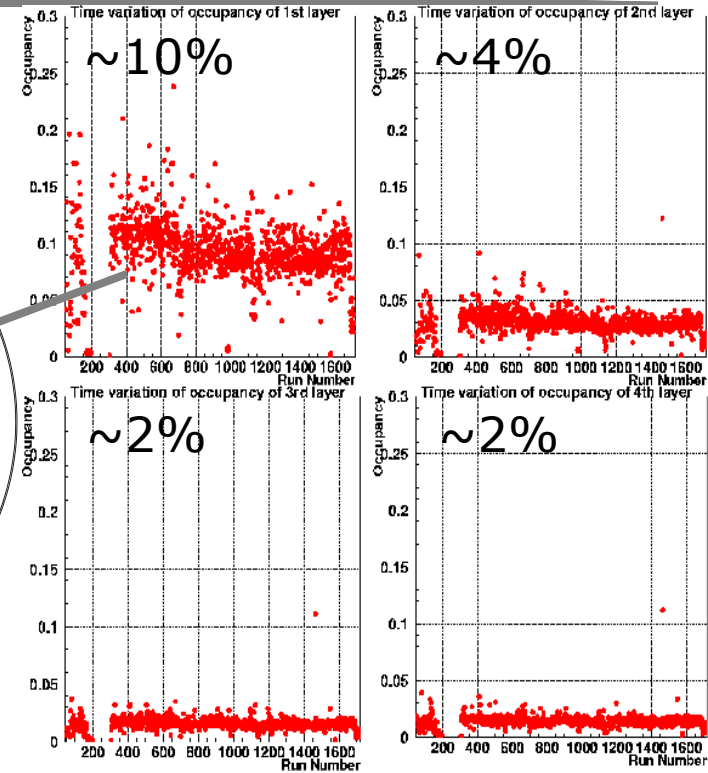 Time variation of occupancy of 1st layer
Occupancy
~10%
0.3
0.25
0.2
0.15
0.1
0.05
0
200 400 600 800 1000 1200 1400 1600
Run Number
Time variation of occupancy of 2nd layer
Occupancy
~4%
0.3
0.25
0.2
0.15
0.1
0.05
0
200 400 600 800 1000 1200 1400 1600
Run Number
Time variation of occupancy of 3rd layer
Occupancy
~2%
0.3
0.25
0.2
0.15
0.1
0.05
0
200 400 600 800 1000 1200 1400 1600
Run Number
Time variation of occupancy of 4th layer
Occupancy
~2%
0.3
0.25
0.2
0.15
0.1
0.05
0
200 400 600 800 1000 1200 1400 1600
Run Number